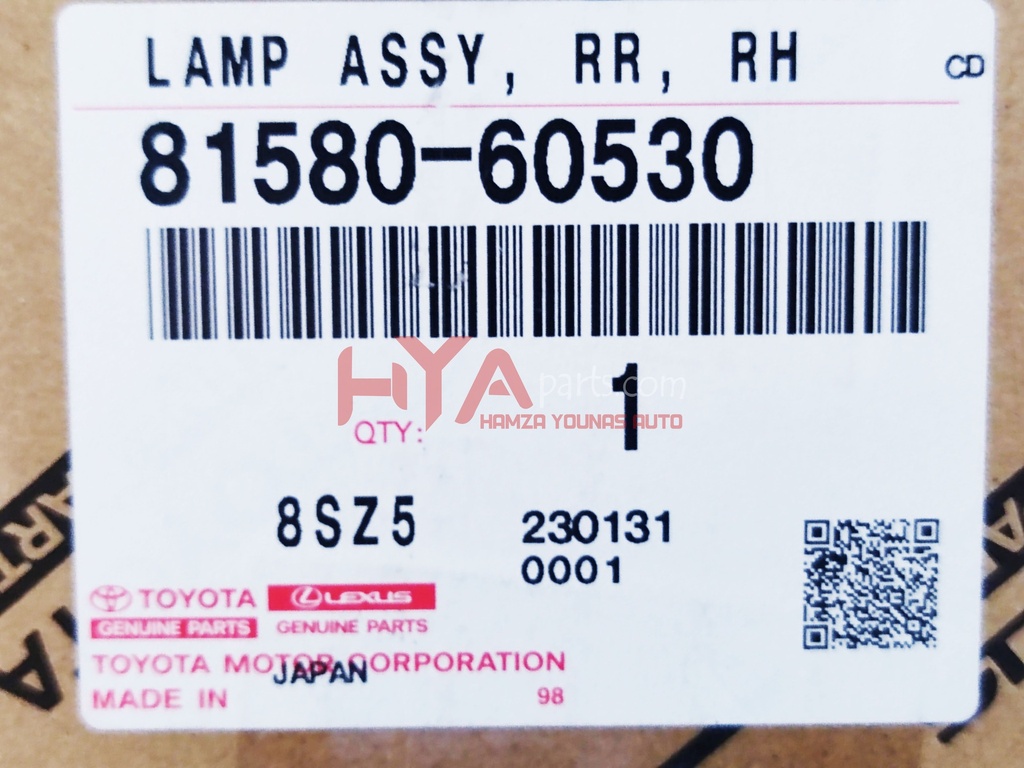 LAMP ASSY, RR, RH
CD
81580-60530
HYA parts.com
HAMZA YOUNAS AUTO
QTY: 1
8SZ5
230131
0001
TOYOTA LEXUS
GENUINE PARTS GENUINE PARTS
TOYOTA MOTOR CORPORATION
JAPAN
MADE IN
98